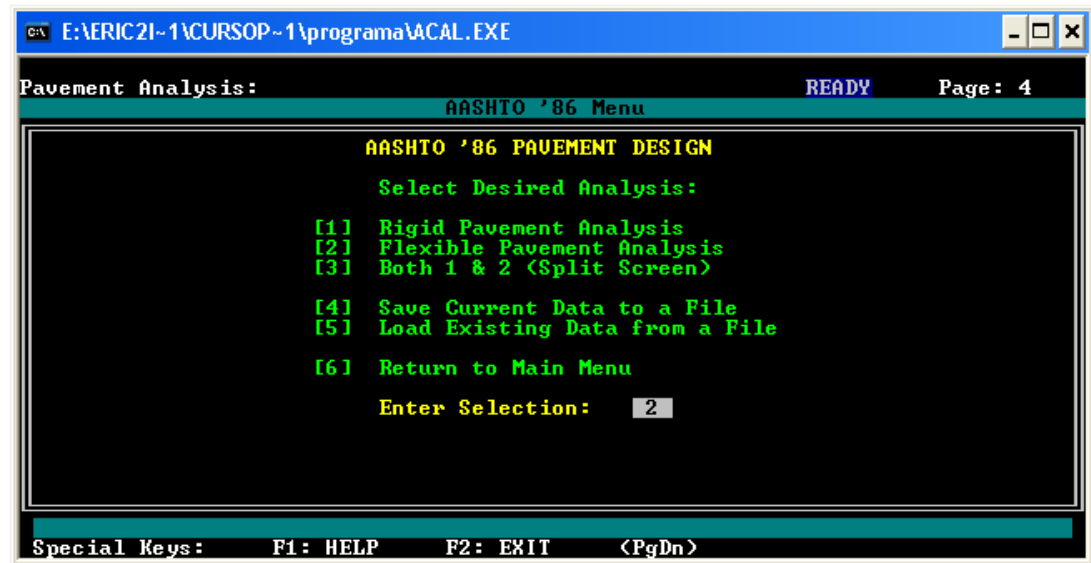 E:\ERIC2I~1\CURSOP~1\programa\ACAL.EXE
Pavement Analysis: READY Page: 4
AASHTO '86 Menu
AASHTO '86 PAVEMENT DESIGN
Select Desired Analysis:
[1] Rigid Pavement Analysis
[2] Flexible Pavement Analysis
[3] Both 1 & 2 (Split Screen)
[4] Save Current Data to a File
[5] Load Existing Data from a File
[6] Return to Main Menu
Enter Selection: 2
Special Keys: F1: HELP F2: EXIT (PgDn)